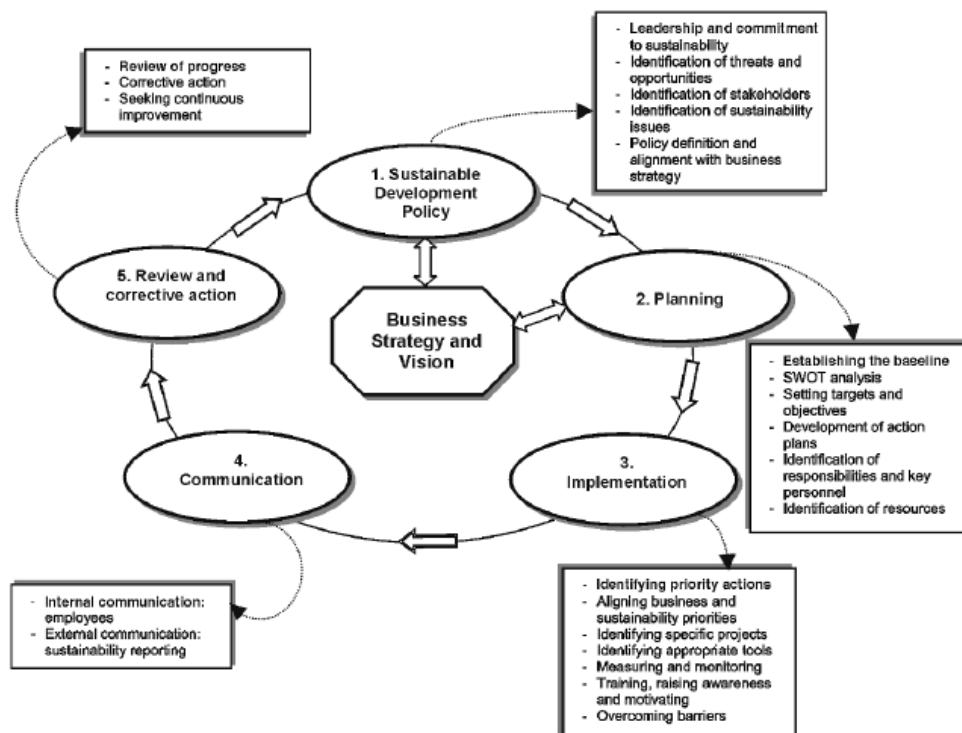 - Review of progress
- Corrective action
- Seeking continuous
improvement
- Leadership and commitment
to sustainability
- Identification of threats and
opportunities
- Identification of stakeholders
- Identification of sustainability
issues
- Policy definition and
alignment with business
strategy
1. Sustainable
Development
Policy
5. Review and
corrective action
2. Planning
Business
Strategy and
Vision
- Establishing the baseline
- SWOT analysis
- Setting targets and
objectives
- Development of action
plans
- Identification of
responsibilities and key
personnel
- Identification of resources
4.
Communication
3.
Implementation
- Internal communication:
employees
- External communication:
sustainability reporting
- Identifying priority actions
- Aligning business and
sustainability priorities
- Identifying specific projects
- Identifying appropriate tools
- Measuring and monitoring
- Training, raising awareness
and motivating
- Overcoming barriers